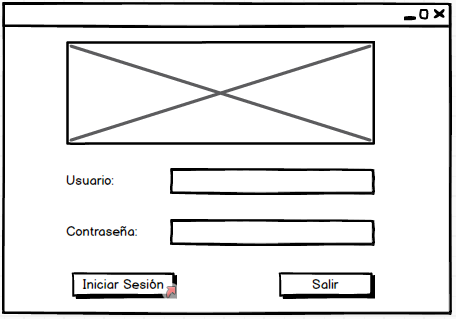 Usuario:
Contraseña:
Iniciar Sesión
Salir